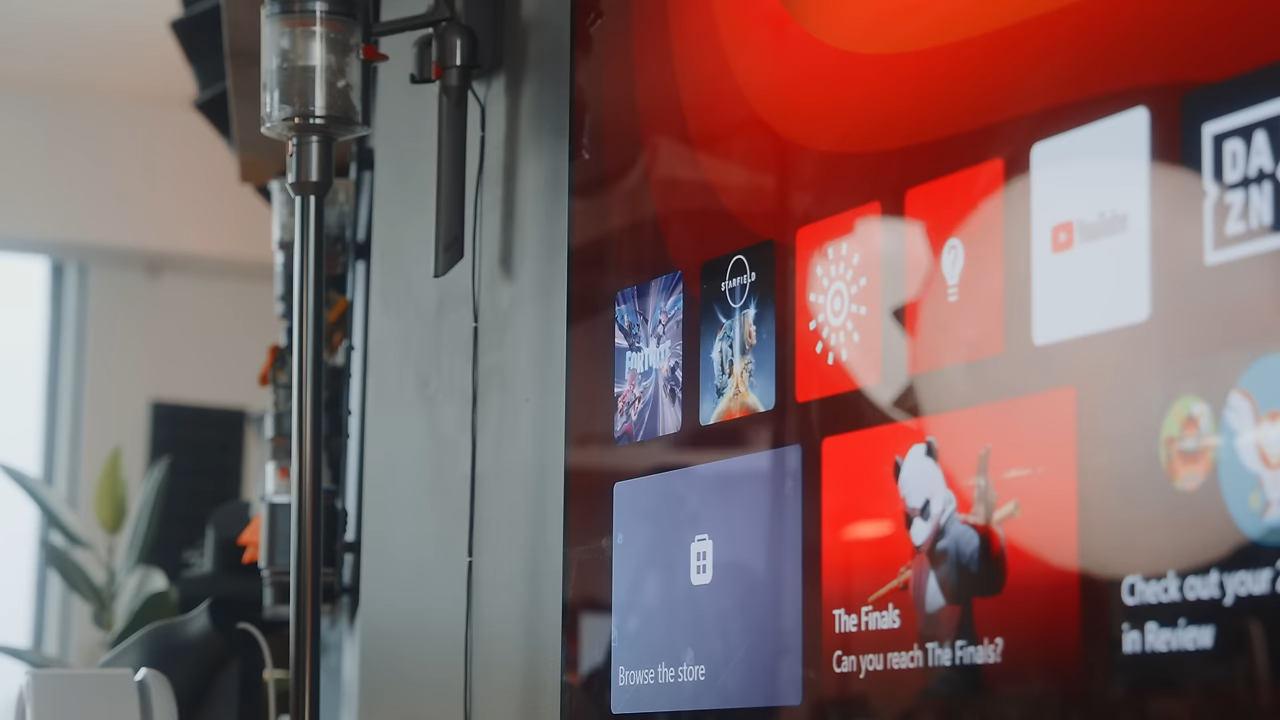 FORTNITE
STARFIELD
YouTube
DA
ZN
Browse the store
The Finals
Can you reach The Finals?
Check out your
in Review